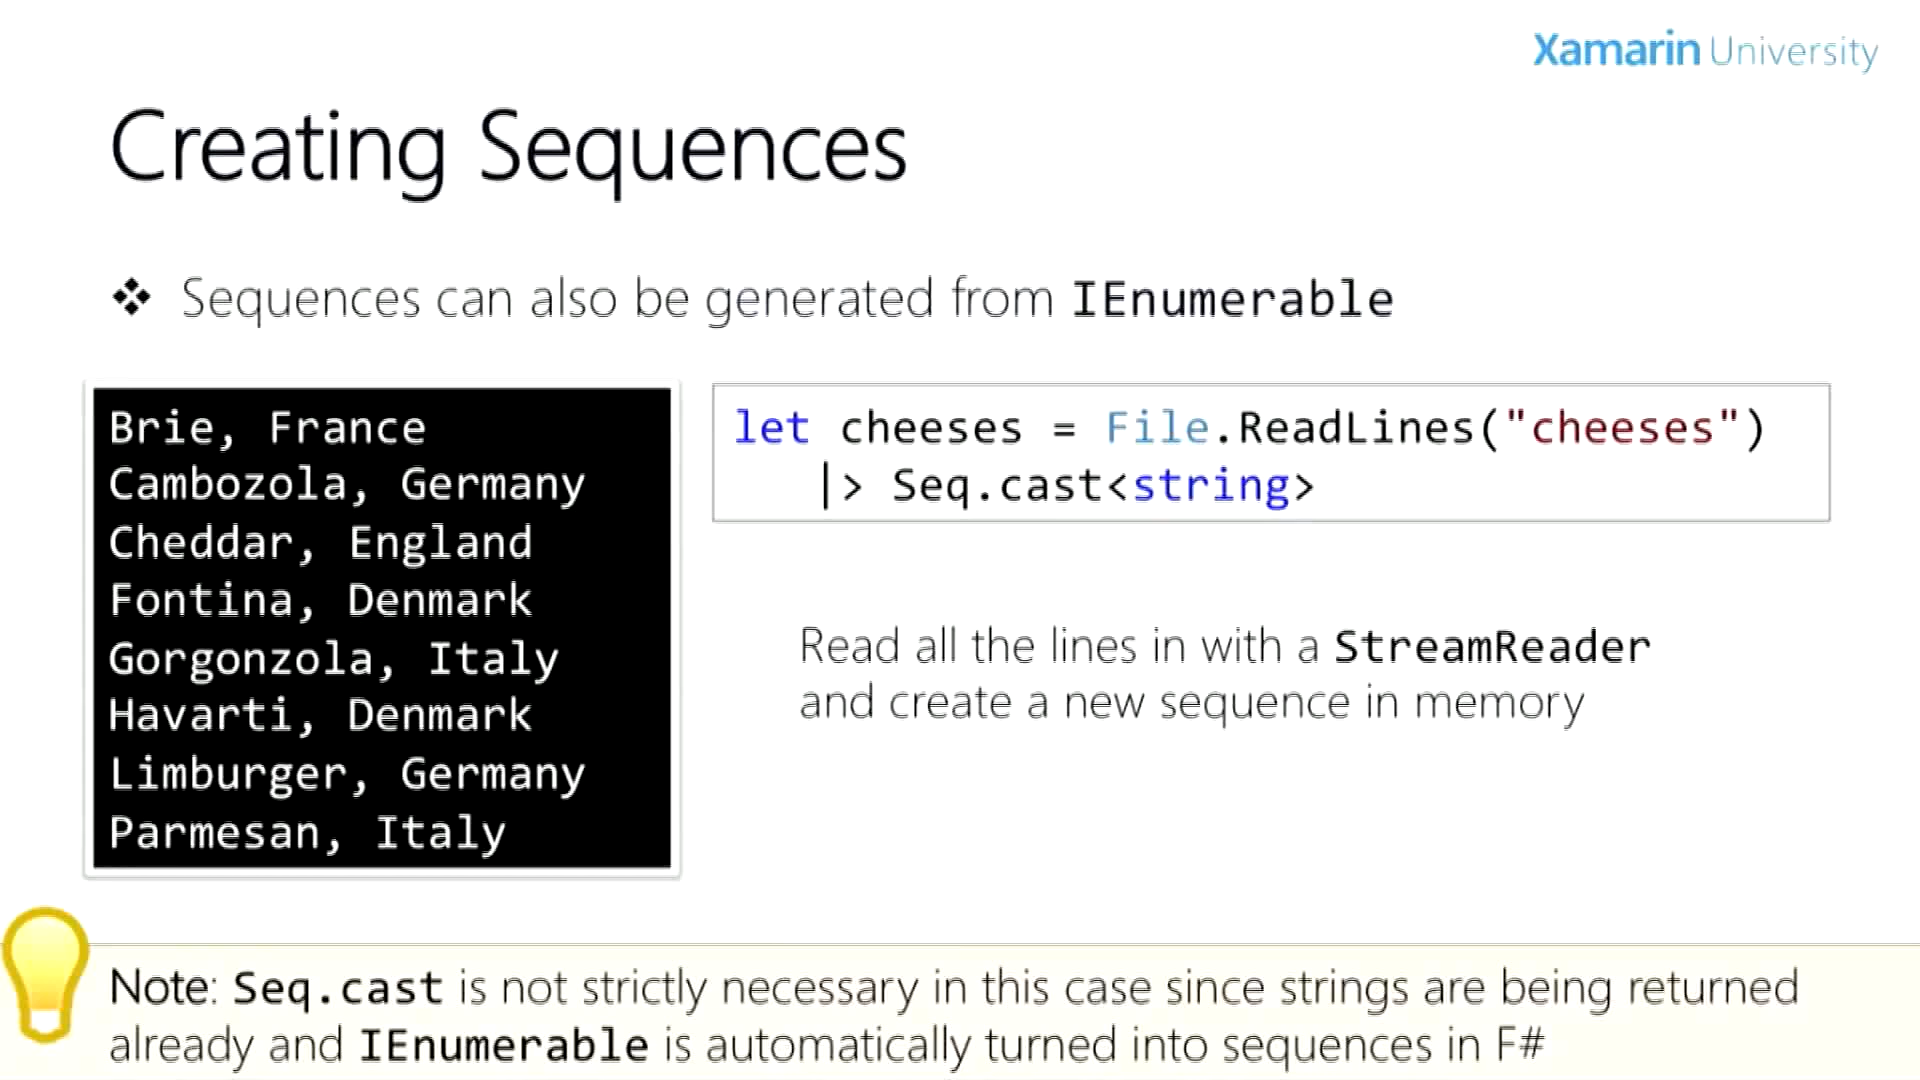 Xamarin University
Creating Sequences
❖ Sequences can also be generated from IEnumerable
Brie, France
Cambozola, Germany
Cheddar, England
Fontina, Denmark
Gorgonzola, Italy
Havarti, Denmark
Limburger, Germany
Parmesan, Italy
let cheeses = File.ReadLines("cheeses")
|> Seq.cast<string>
Read all the lines in with a StreamReader
and create a new sequence in memory
Note: Seq.cast is not strictly necessary in this case since strings are being returned
already and IEnumerable is automatically turned into sequences in F#